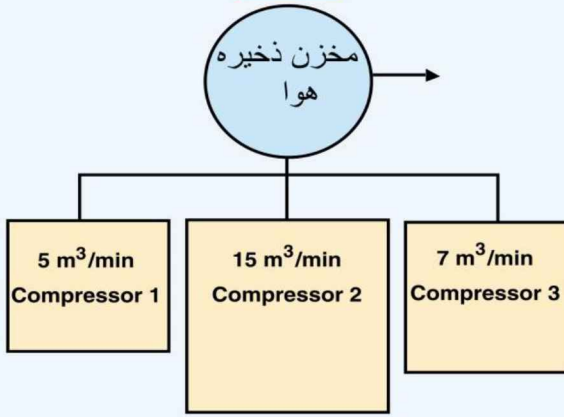 مخزن ذخیره
هوا
5 m³/min
Compressor 1
15 m³/min
Compressor 2
7 m³/min
Compressor 3